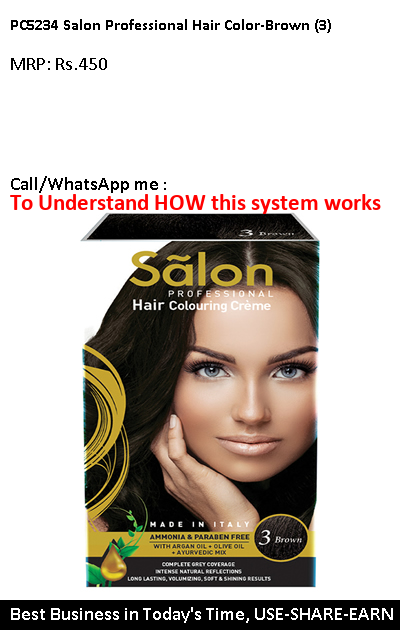 PC5234 Salon Professional Hair Color-Brown (3)
MRP: Rs.450
Call/WhatsApp me :
To Understand HOW this system works
3 Brown
Sãlon
PROFESSIONAL
Hair Colouring Crème
MADE IN ITALY
AMMONIA & PARABEN FREE
WITH ARGAN OIL + OLIVE OIL
+ AYURVEDIC MIX
3 Brown
COMPLETE GREY COVERAGE
INTENSE NATURAL REFLECTIONS
LONG LASTING, VOLUMIZING, SOFT & SHINING RESULTS
Best Business in Today's Time, USE-SHARE-EARN